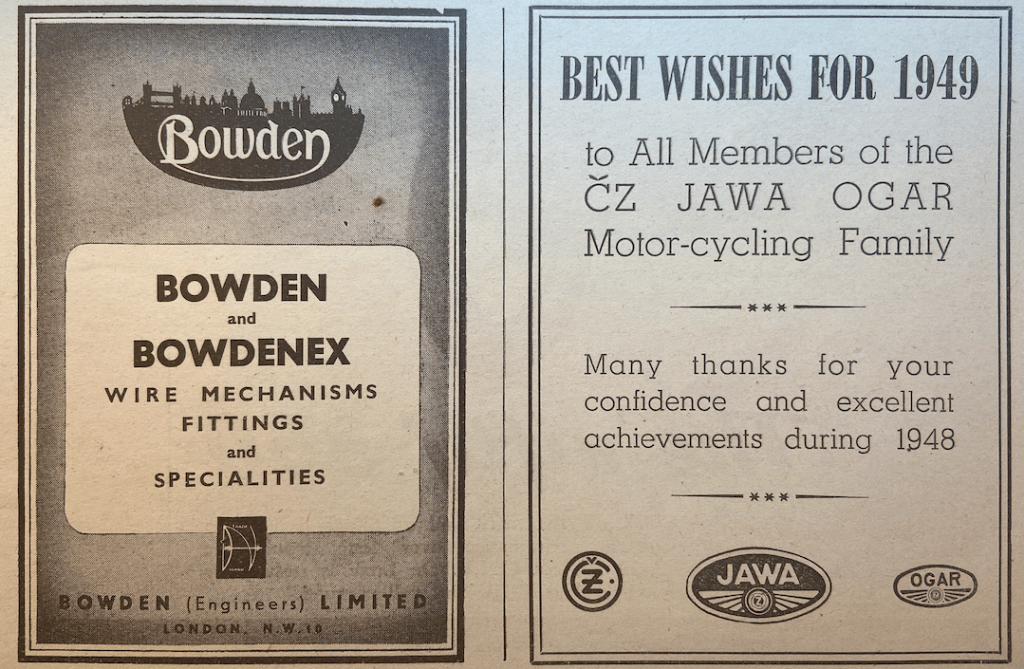 Bowden
BOWDEN
and
BOWDENEX
WIRE MECHANISMS
FITTINGS
and
SPECIALITIES
TRADE
BOWDEN (Engineers) LIMITED
LONDON, N.W.10
BEST WISHES FOR 1949
to All Members of the
ČZ JAWA OGAR
Motor-cycling Family
Many thanks for your
confidence and excellent
achievements during 1948
ČZ
JAWA
OGAR